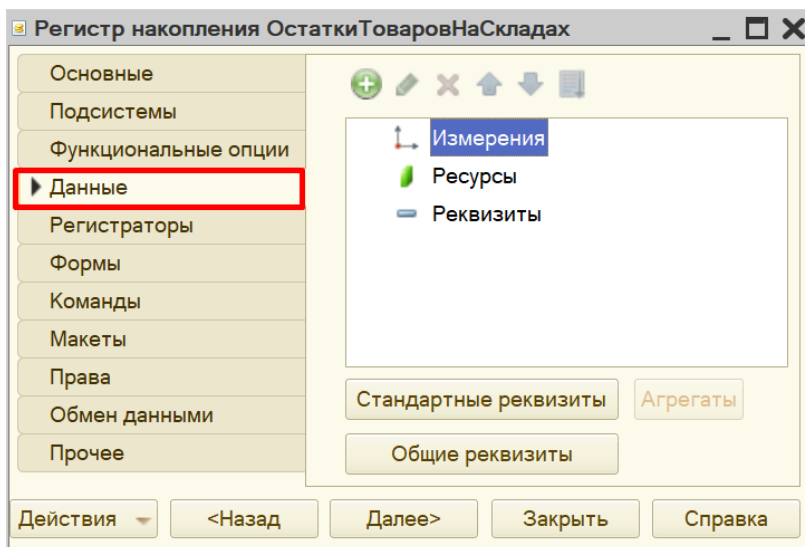 Регистр накопления ОстаткиТоваровНаСкладах
Основные
Подсистемы
Функциональные опции
Данные
Регистраторы
Формы
Команды
Макеты
Права
Обмен данными
Прочее
Измерения
Ресурсы
Реквизиты
Стандартные реквизиты
Агрегаты
Общие реквизиты
Действия
<Назад
Далее>
Закрыть
Справка